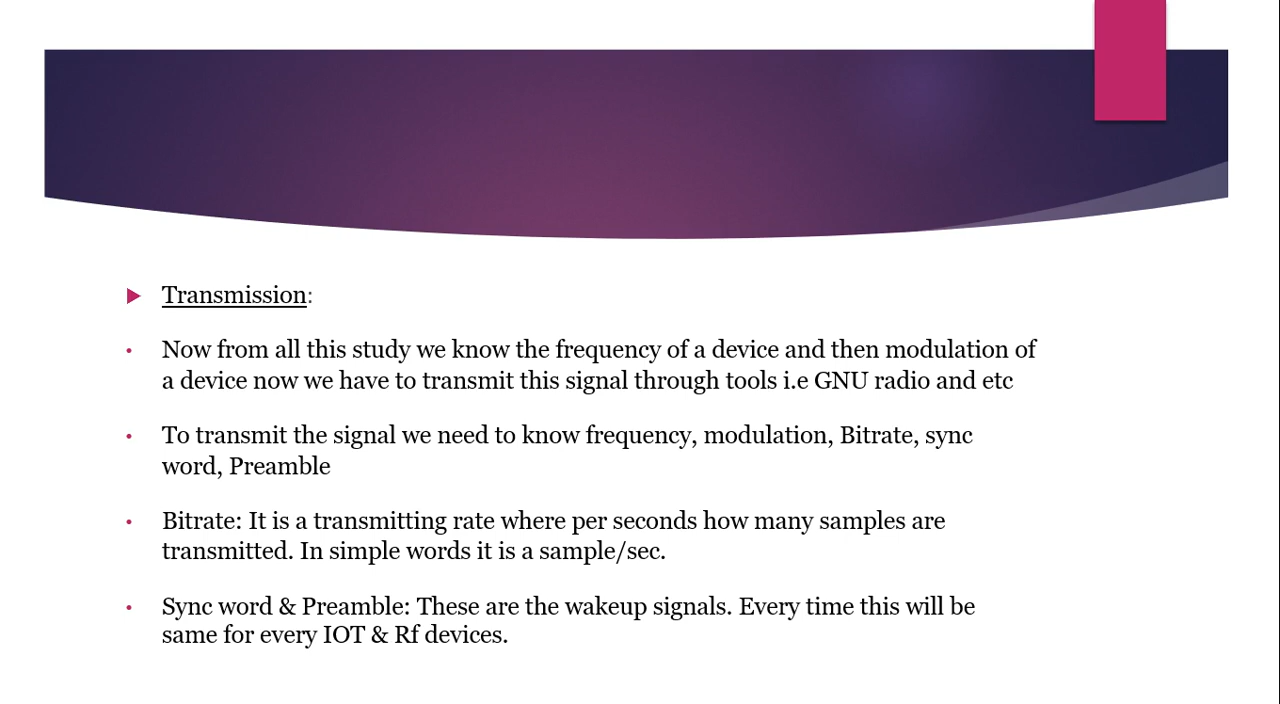 Transmission:
Now from all this study we know the frequency of a device and then modulation of
a device now we have to transmit this signal through tools i.e GNU radio and etc
To transmit the signal we need to know frequency, modulation, Bitrate, sync
word, Preamble
Bitrate: It is a transmitting rate where per seconds how many samples are
transmitted. In simple words it is a sample/sec.
Sync word & Preamble: These are the wakeup signals. Every time this will be
same for every IOT & Rf devices.